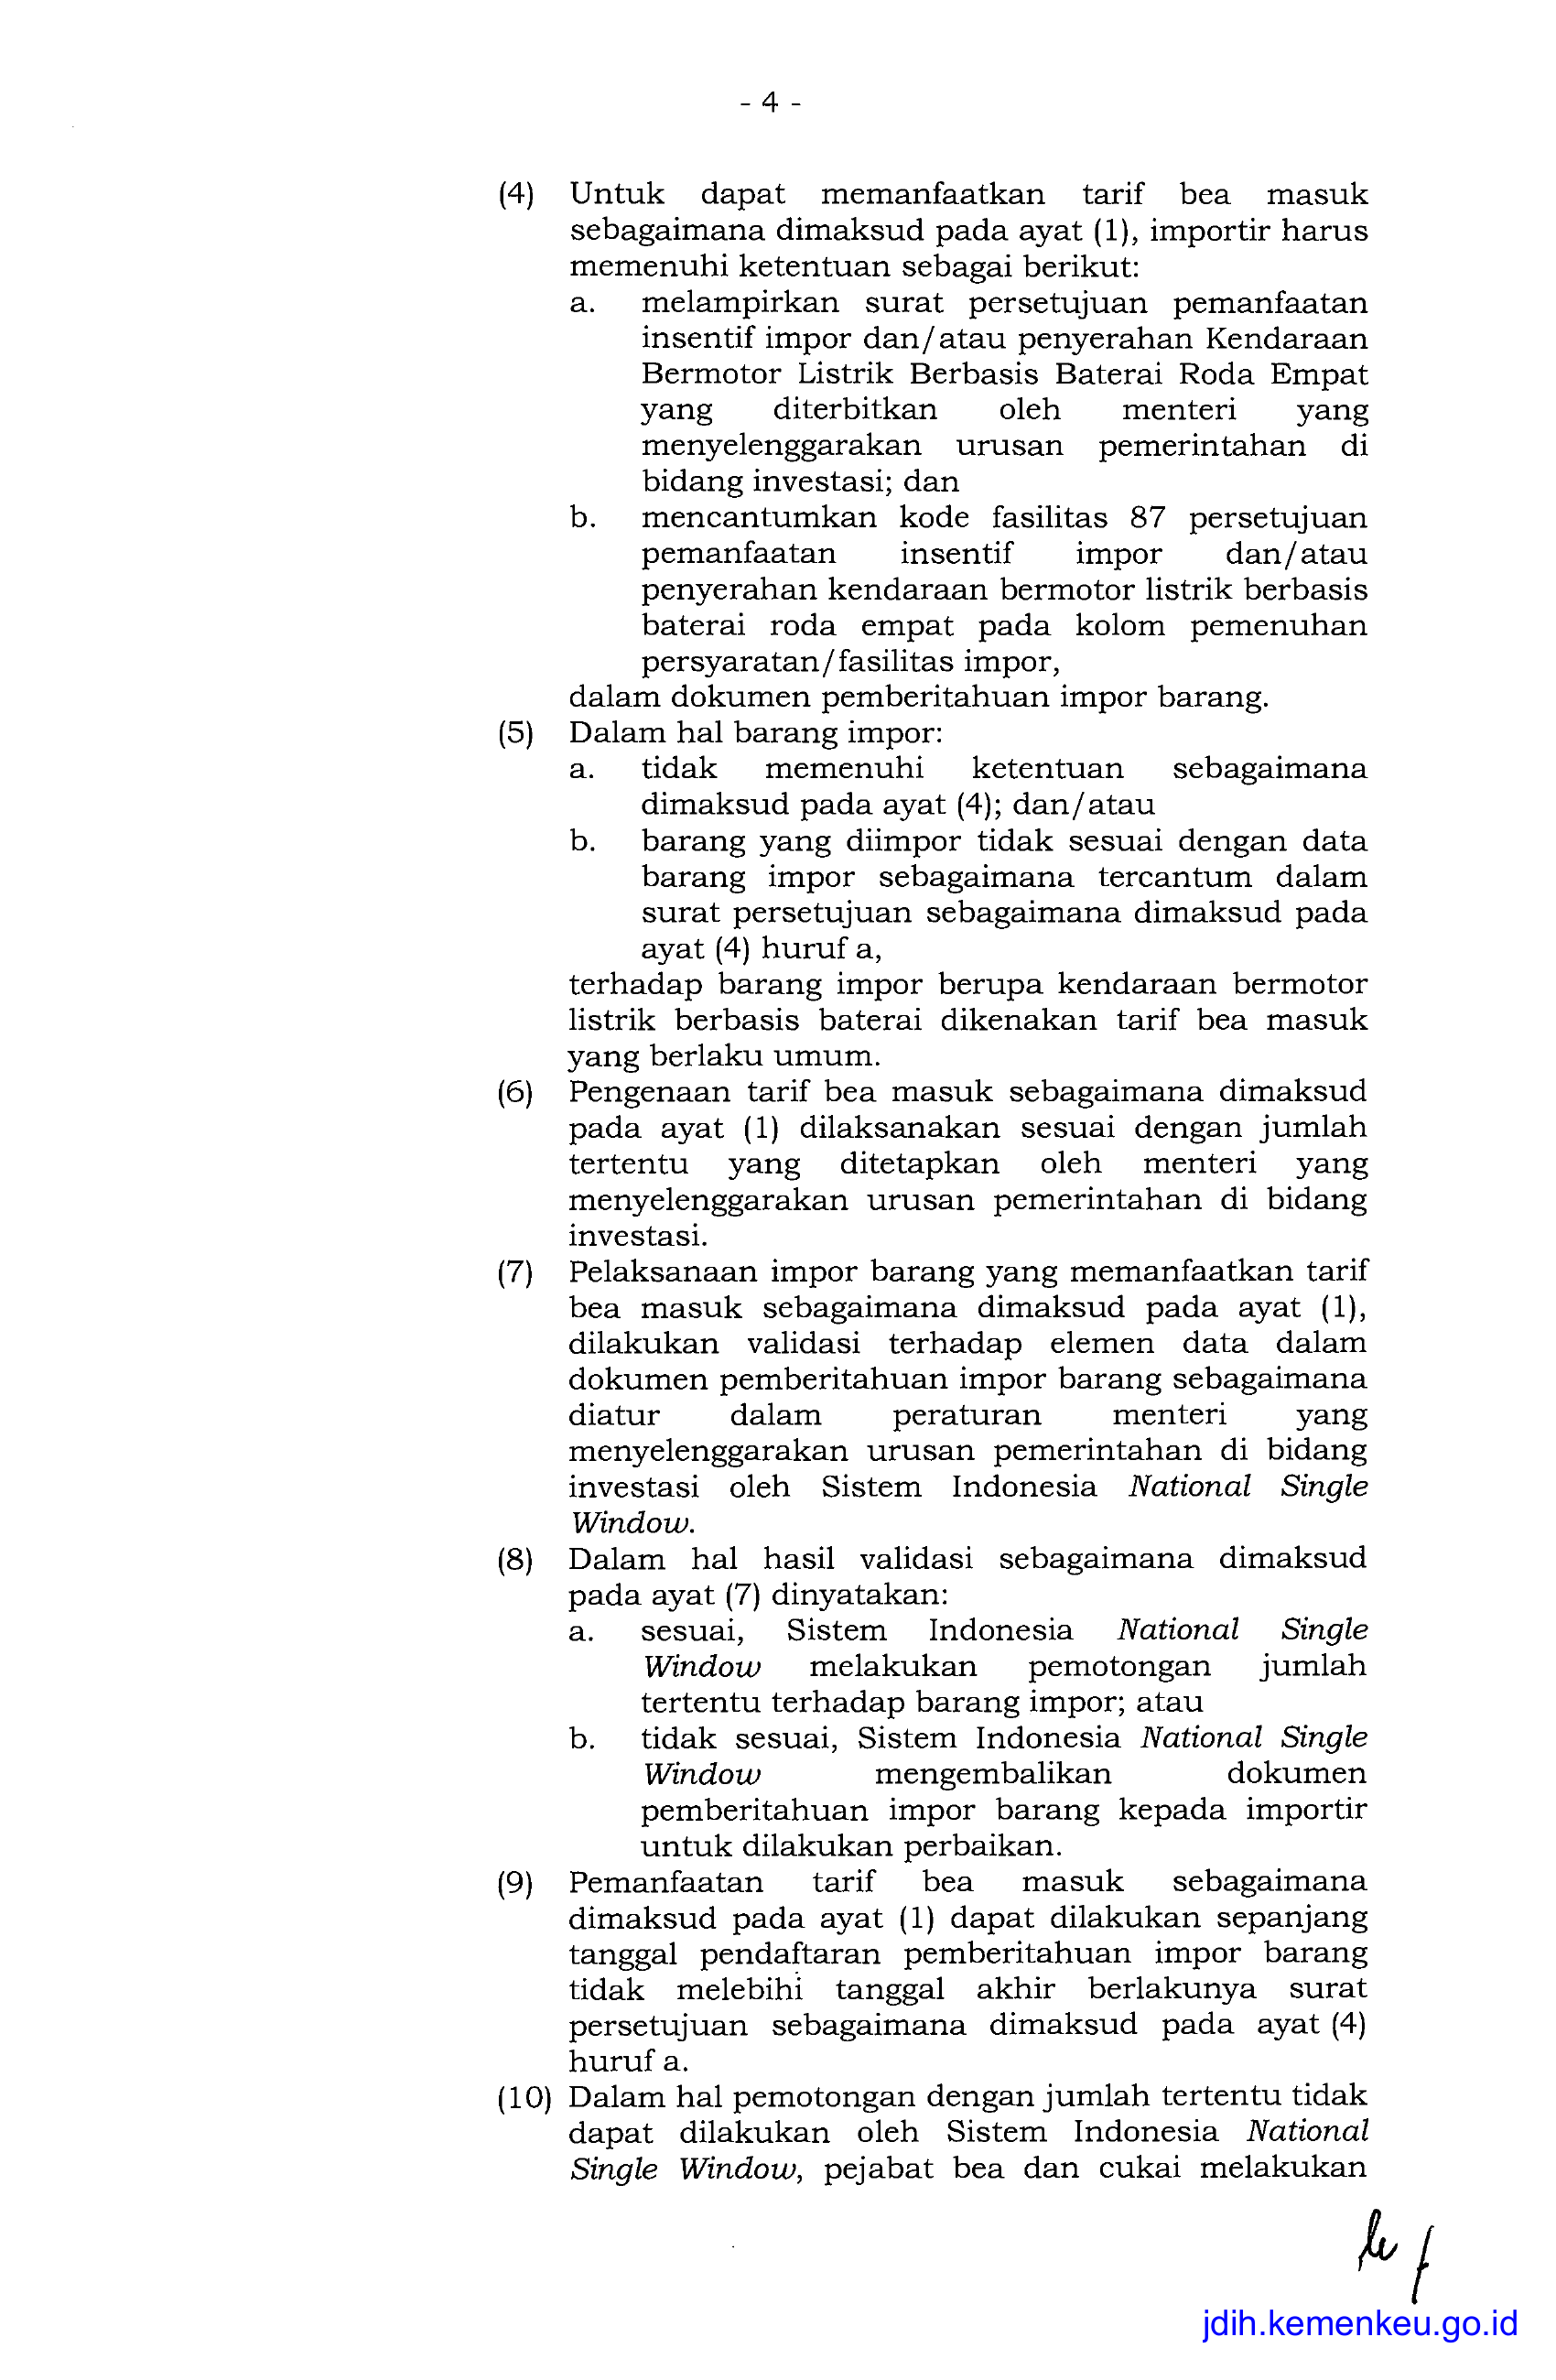 - 4 -
(4) Untuk dapat memanfaatkan tarif bea masuk
sebagaimana dimaksud pada ayat (1), importir harus
memenuhi ketentuan sebagai berikut:
a. melampirkan surat persetujuan pemanfaatan
insentif impor dan/atau penyerahan Kendaraan
Bermotor Listrik Berbasis Baterai Roda Empat
yang diterbitkan oleh menteri yang
menyelenggarakan urusan pemerintahan di
bidang investasi; dan
b. mencantumkan kode fasilitas 87 persetujuan
pemanfaatan insentif impor dan/atau
penyerahan kendaraan bermotor listrik berbasis
baterai roda empat pada kolom pemenuhan
persyaratan/fasilitas impor,
dalam dokumen pemberitahuan impor barang.
(5) Dalam hal barang impor:
a. tidak memenuhi ketentuan sebagaimana
dimaksud pada ayat (4); dan/atau
b. barang yang diimpor tidak sesuai dengan data
barang impor sebagaimana tercantum dalam
surat persetujuan sebagaimana dimaksud pada
ayat (4) huruf a,
terhadap barang impor berupa kendaraan bermotor
listrik berbasis baterai dikenakan tarif bea masuk
yang berlaku umum.
(6) Pengenaan tarif bea masuk sebagaimana dimaksud
pada ayat (1) dilaksanakan sesuai dengan jumlah
tertentu yang ditetapkan oleh menteri yang
menyelenggarakan urusan pemerintahan di bidang
investasi.
(7) Pelaksanaan impor barang yang memanfaatkan tarif
bea masuk sebagaimana dimaksud pada ayat (1),
dilakukan validasi terhadap elemen data dalam
dokumen pemberitahuan impor barang sebagaimana
diatur dalam peraturan menteri yang
menyelenggarakan urusan pemerintahan di bidang
investasi oleh Sistem Indonesia National Single
Window.
(8) Dalam hal hasil validasi sebagaimana dimaksud
pada ayat (7) dinyatakan:
a. sesuai, Sistem Indonesia National Single
Window melakukan pemotongan jumlah
tertentu terhadap barang impor; atau
b. tidak sesuai, Sistem Indonesia National Single
Window mengembalikan dokumen
pemberitahuan impor barang kepada importir
untuk dilakukan perbaikan.
(9) Pemanfaatan tarif bea masuk sebagaimana
dimaksud pada ayat (1) dapat dilakukan sepanjang
tanggal pendaftaran pemberitahuan impor barang
tidak melebihi tanggal akhir berlakunya surat
persetujuan sebagaimana dimaksud pada ayat (4)
huruf a.
(10) Dalam hal pemotongan dengan jumlah tertentu tidak
dapat dilakukan oleh Sistem Indonesia National
Single Window, pejabat bea dan cukai melakukan
jdih.kemenkeu.go.id